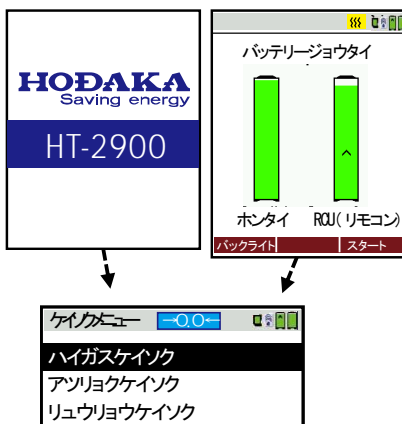 HODAKA
Saving energy
HT-2900
バッテリージョウタイ
ホンタイ RCU(リモコン)
バックライト スタート
ケイソクメニュー →0.0←
ハイガスケイソク
アツリョクケイソク
リュウリョウケイソク